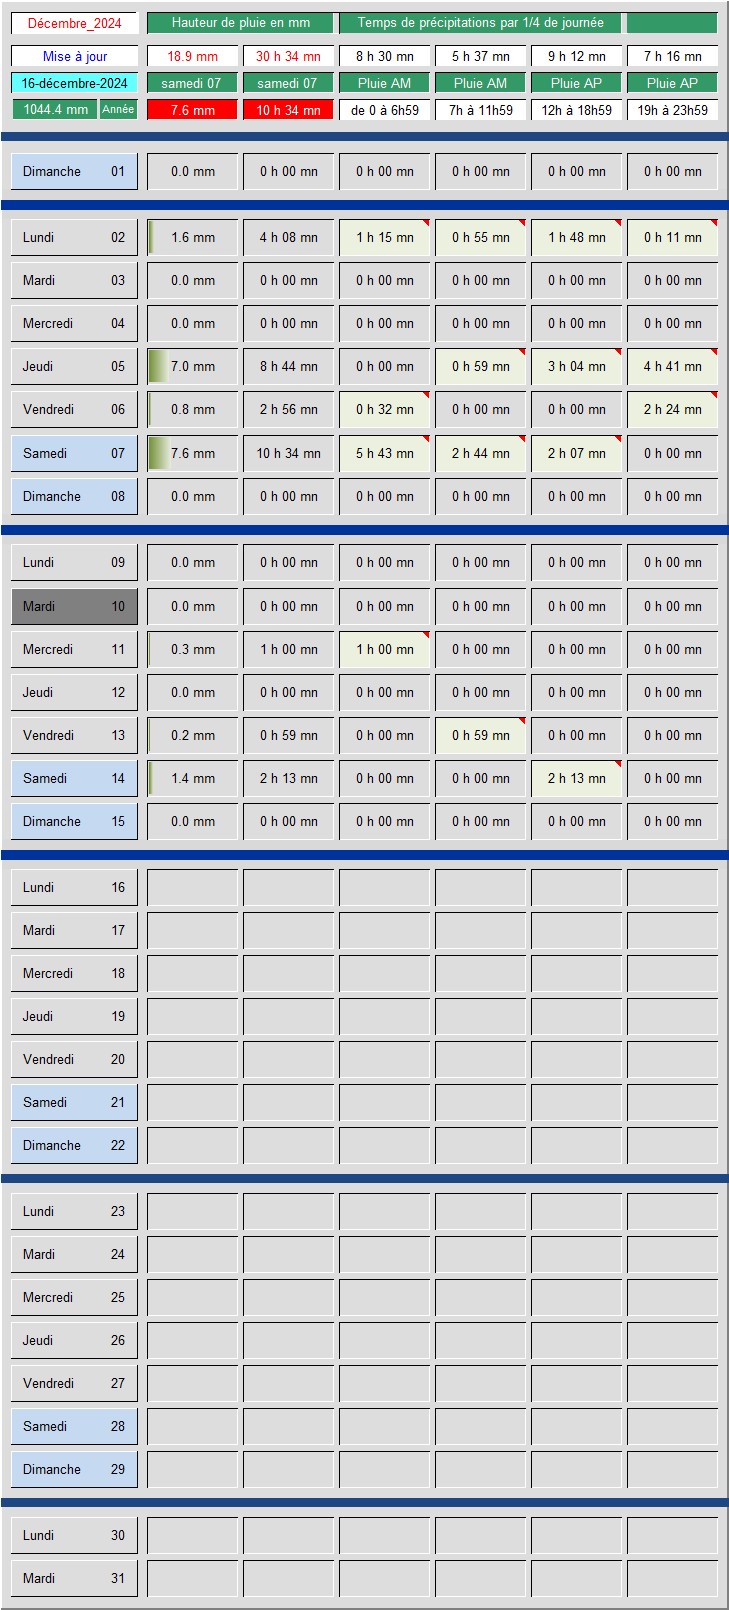 Décembre_2024 Hauteur de pluie en mm Temps de précipitations par 1/4 de journée
Mise à jour 18.9 mm 30 h 34 mn 8 h 30 mn 5 h 37 mn 9 h 12 mn 7 h 16 mn
16-décembre-2024 samedi 07 samedi 07 Pluie AM Pluie AM Pluie AP Pluie AP
1044.4 mm Année 7.6 mm 10 h 34 mn de 0 à 6h59 7h à 11h59 12h à 18h59 19h à 23h59
Dimanche 01 0.0 mm 0 h 00 mn 0 h 00 mn 0 h 00 mn 0 h 00 mn 0 h 00 mn
Lundi 02 1.6 mm 4 h 08 mn 1 h 15 mn 0 h 55 mn 1 h 48 mn 0 h 11 mn
Mardi 03 0.0 mm 0 h 00 mn 0 h 00 mn 0 h 00 mn 0 h 00 mn 0 h 00 mn
Mercredi 04 0.0 mm 0 h 00 mn 0 h 00 mn 0 h 00 mn 0 h 00 mn 0 h 00 mn
Jeudi 05 7.0 mm 8 h 44 mn 0 h 00 mn 0 h 59 mn 3 h 04 mn 4 h 41 mn
Vendredi 06 0.8 mm 2 h 56 mn 0 h 32 mn 0 h 00 mn 0 h 00 mn 2 h 24 mn
Samedi 07 7.6 mm 10 h 34 mn 5 h 43 mn 2 h 44 mn 2 h 07 mn 0 h 00 mn
Dimanche 08 0.0 mm 0 h 00 mn 0 h 00 mn 0 h 00 mn 0 h 00 mn 0 h 00 mn
Lundi 09 0.0 mm 0 h 00 mn 0 h 00 mn 0 h 00 mn 0 h 00 mn 0 h 00 mn
Mardi 10 0.0 mm 0 h 00 mn 0 h 00 mn 0 h 00 mn 0 h 00 mn 0 h 00 mn
Mercredi 11 0.3 mm 1 h 00 mn 1 h 00 mn 0 h 00 mn 0 h 00 mn 0 h 00 mn
Jeudi 12 0.0 mm 0 h 00 mn 0 h 00 mn 0 h 00 mn 0 h 00 mn 0 h 00 mn
Vendredi 13 0.2 mm 0 h 59 mn 0 h 00 mn 0 h 59 mn 0 h 00 mn 0 h 00 mn
Samedi 14 1.4 mm 2 h 13 mn 0 h 00 mn 0 h 00 mn 2 h 13 mn 0 h 00 mn
Dimanche 15 0.0 mm 0 h 00 mn 0 h 00 mn 0 h 00 mn 0 h 00 mn 0 h 00 mn
Lundi 16
Mardi 17
Mercredi 18
Jeudi 19
Vendredi 20
Samedi 21
Dimanche 22
Lundi 23
Mardi 24
Mercredi 25
Jeudi 26
Vendredi 27
Samedi 28
Dimanche 29
Lundi 30
Mardi 31